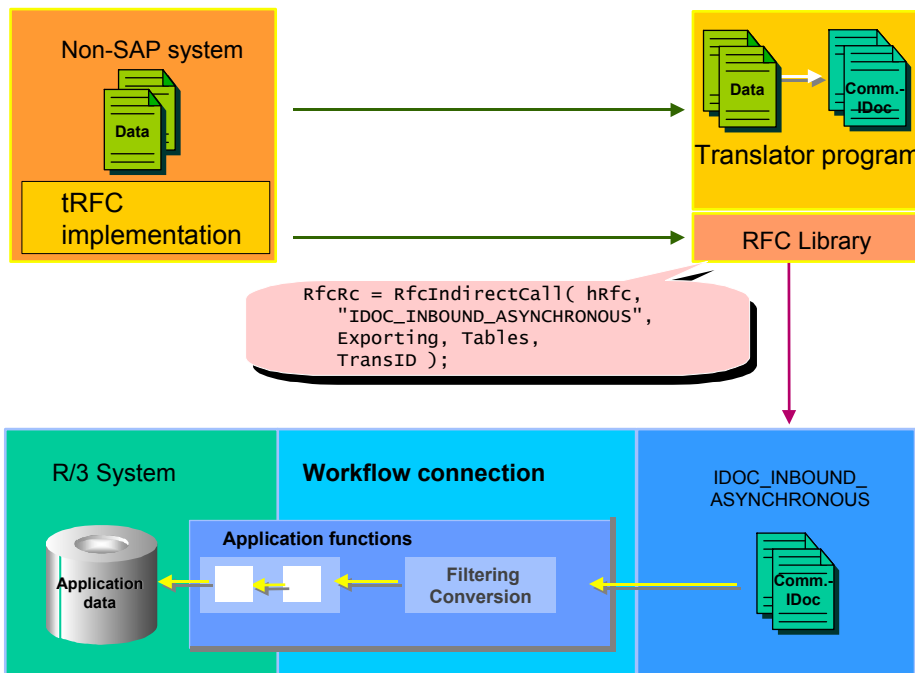 Non-SAP system
Data
tRFC
implementation
Data
Comm.-
IDoc
Translator program
RFC Library
RfcRc = RfcIndirectCall( hRfc,
"IDOC_INBOUND_ASYNCHRONOUS",
Exporting, Tables,
TransID );
R/3 System
Workflow connection
IDOC_INBOUND_
ASYNCHRONOUS
Application functions
Filtering
Conversion
Application
data
Comm.-
IDoc